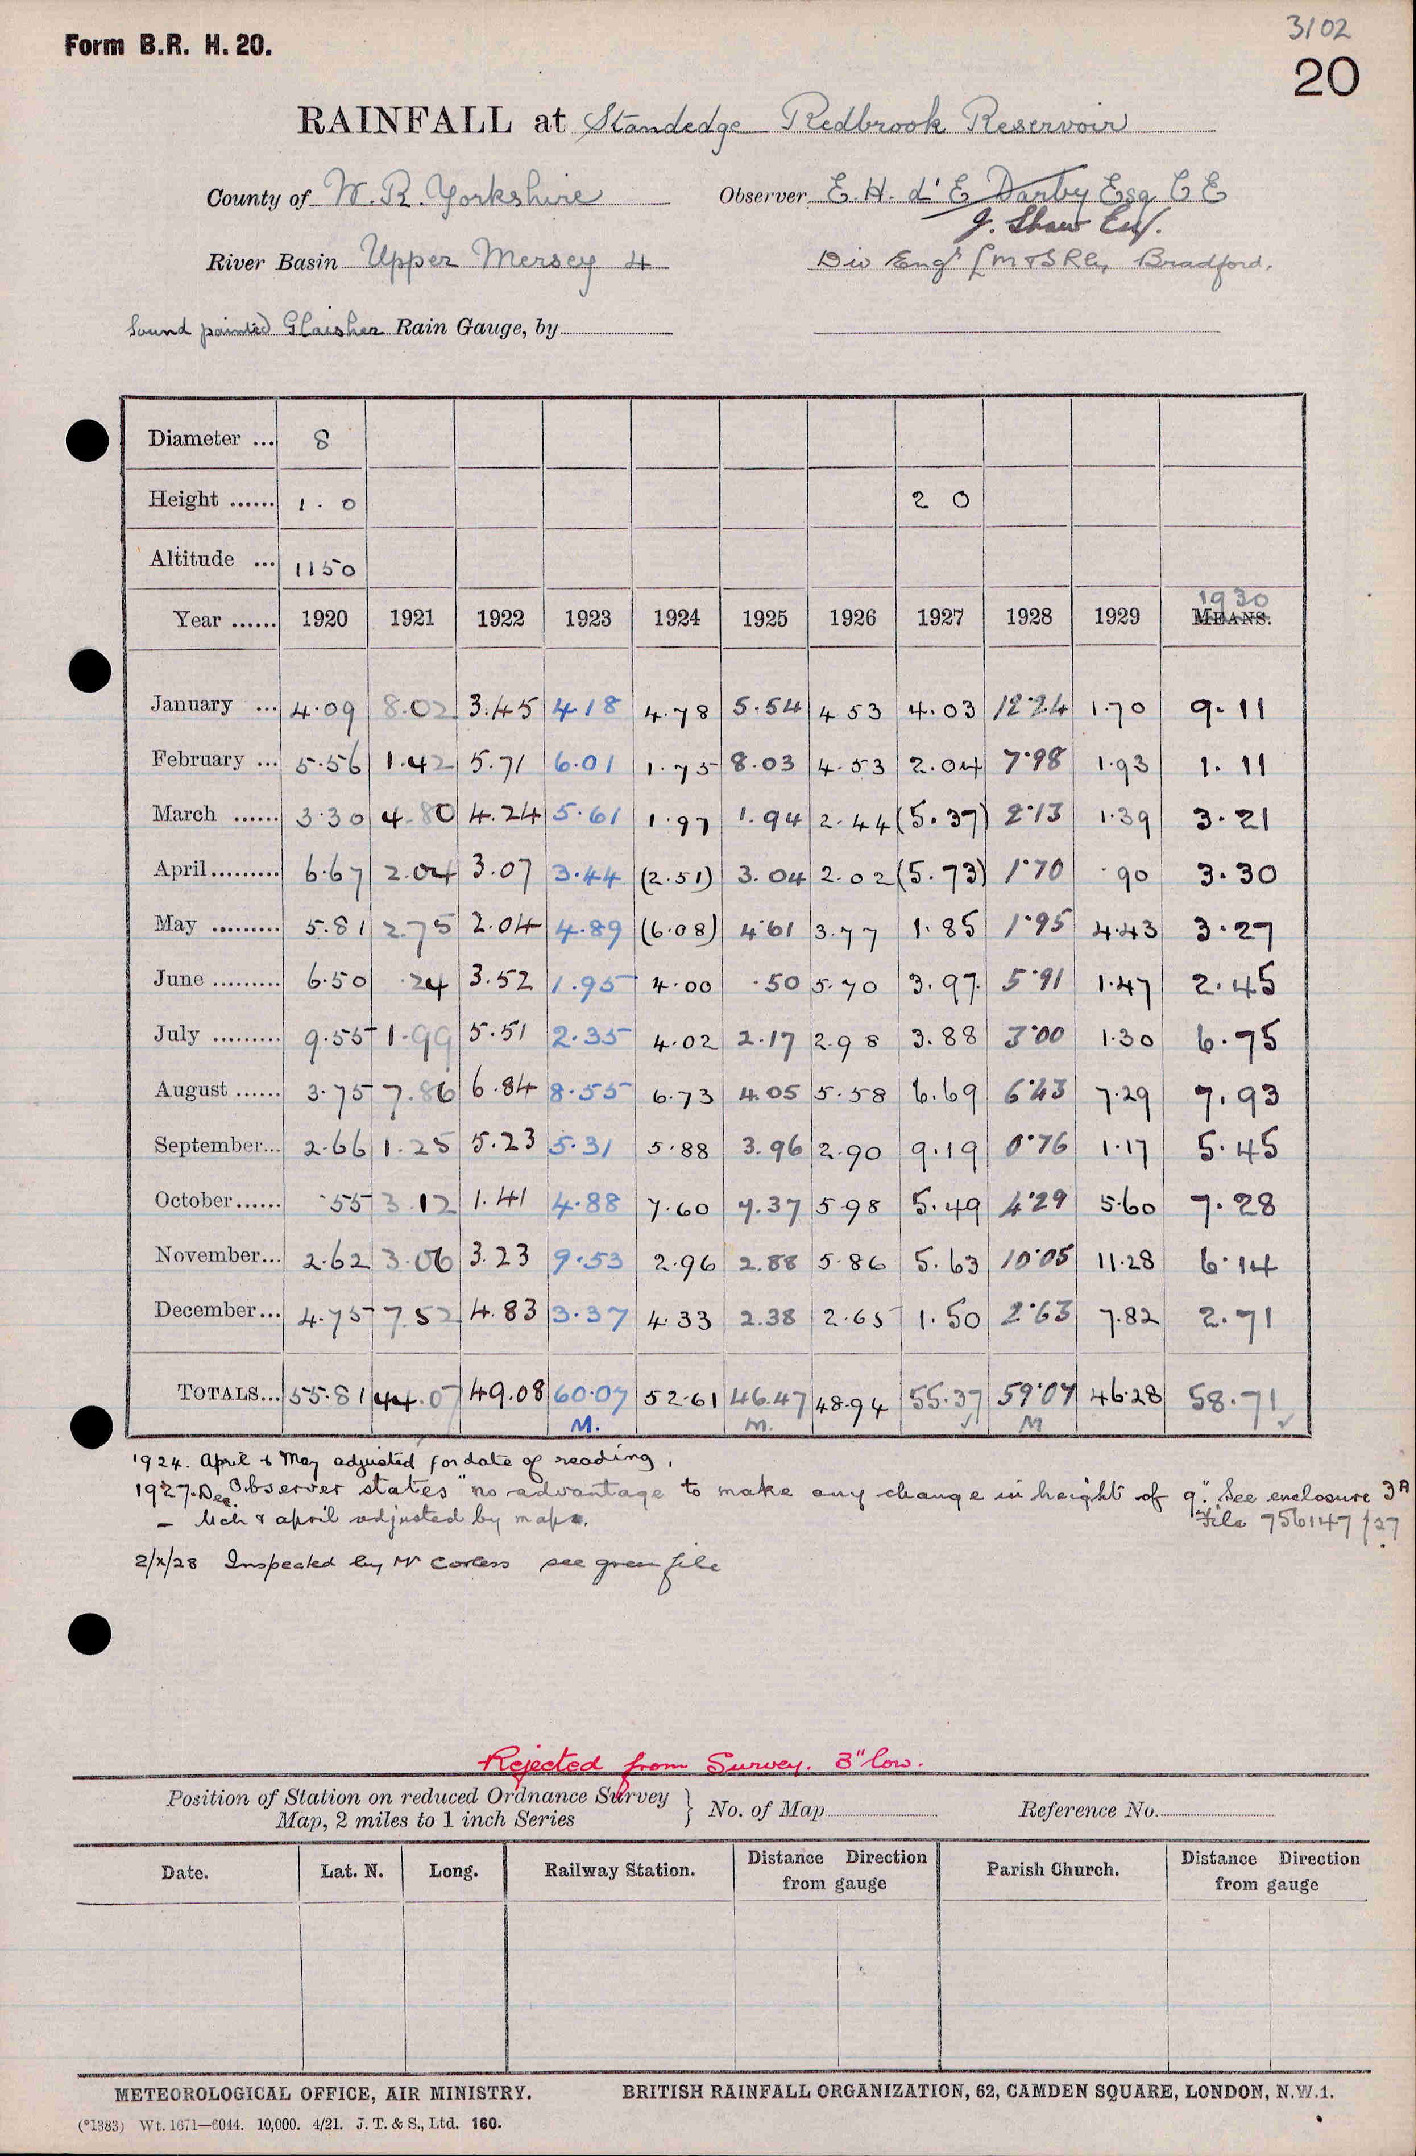 3102
Form B.R. H. 20.
20
RAINFALL at Standedge Redbrook Reservoir
County of W. R. Yorkshire Observer E. H. d'E Darby Esq C E
J. Shaw Esq.
River Basin Upper Mersey 4 Div Engr L M & S Rly Bradford.
Sound painted Glaisher Rain Gauge, by
Diameter ... 8
Height ...... 1 . 0 2 0
Altitude ... 1150
1930
Year ...... 1920 1921 1922 1923 1924 1925 1926 1927 1928 1929 MEANS.
January ... 4.09 8.02 3.45 4.18 4.78 5.54 4 53 4.03 12.24 1.70 9.11
February ... 5.56 1.42 5.71 6.01 1.75 8.03 4.53 2.04 7.98 1.93 1.11
March ...... 3.30 4.80 4.24 5.61 1.97 1.94 2.44 (5.37) 2.13 1.39 3.21
April ......... 6.67 2.04 3.07 3.44 (2.51) 3.04 2.02 (5.73) 1.70 .90 3.30
May ......... 5.81 2.75 2.04 4.89 (6.08) 4.61 3.77 1.85 1.95 4.43 3.27
June ......... 6.50 .24 3.52 1.95 4.00 .50 5.70 3.97 5.91 1.47 2.45
July ......... 9.55 1.99 5.51 2.35 4.02 2.17 2.98 3.88 3.00 1.30 6.75
August ...... 3.75 7.86 6.84 8.55 6.73 4.05 5.58 6.69 6.43 7.29 7.93
September... 2.66 1.25 5.23 5.31 5.88 3.96 2.90 9.19 0.76 1.17 5.45
October...... .55 3.12 1.41 4.88 7.60 7.37 5.98 5.49 4.29 5.60 7.28
November... 2.62 3.06 3.23 9.53 2.96 2.88 5.86 5.63 10.05 11.28 6.14
December... 4.75 7.52 4.83 3.37 4.33 2.38 2.65 1.50 2.63 7.82 2.71
TOTALS... 55.81 44.07 49.08 60.07 52.61 46.47 48.94 55.37 59.07 46.28 58.71
M. m. ✓ M ✓
1924. April & May adjusted for date of reading.
1927. Dec. Observer states "no advantage to make any change in height of g." See enclosure 3A
File 756147/27
– Mch & april adjusted by maps.
2/x/28 Inspected by Mr Corless see green file
Rejected from Survey. 3" low.
Position of Station on reduced Ordnance Survey
Map, 2 miles to 1 inch Series } No. of Map Reference No.
Date. Lat. N. Long. Railway Station. Distance Direction from gauge Parish Church. Distance Direction from gauge
METEOROLOGICAL OFFICE, AIR MINISTRY. BRITISH RAINFALL ORGANIZATION, 62, CAMDEN SQUARE, LONDON, N.W.1.
(*1383) Wt. 1671—6044. 10,000. 4/21. J. T. & S., Ltd. 160.